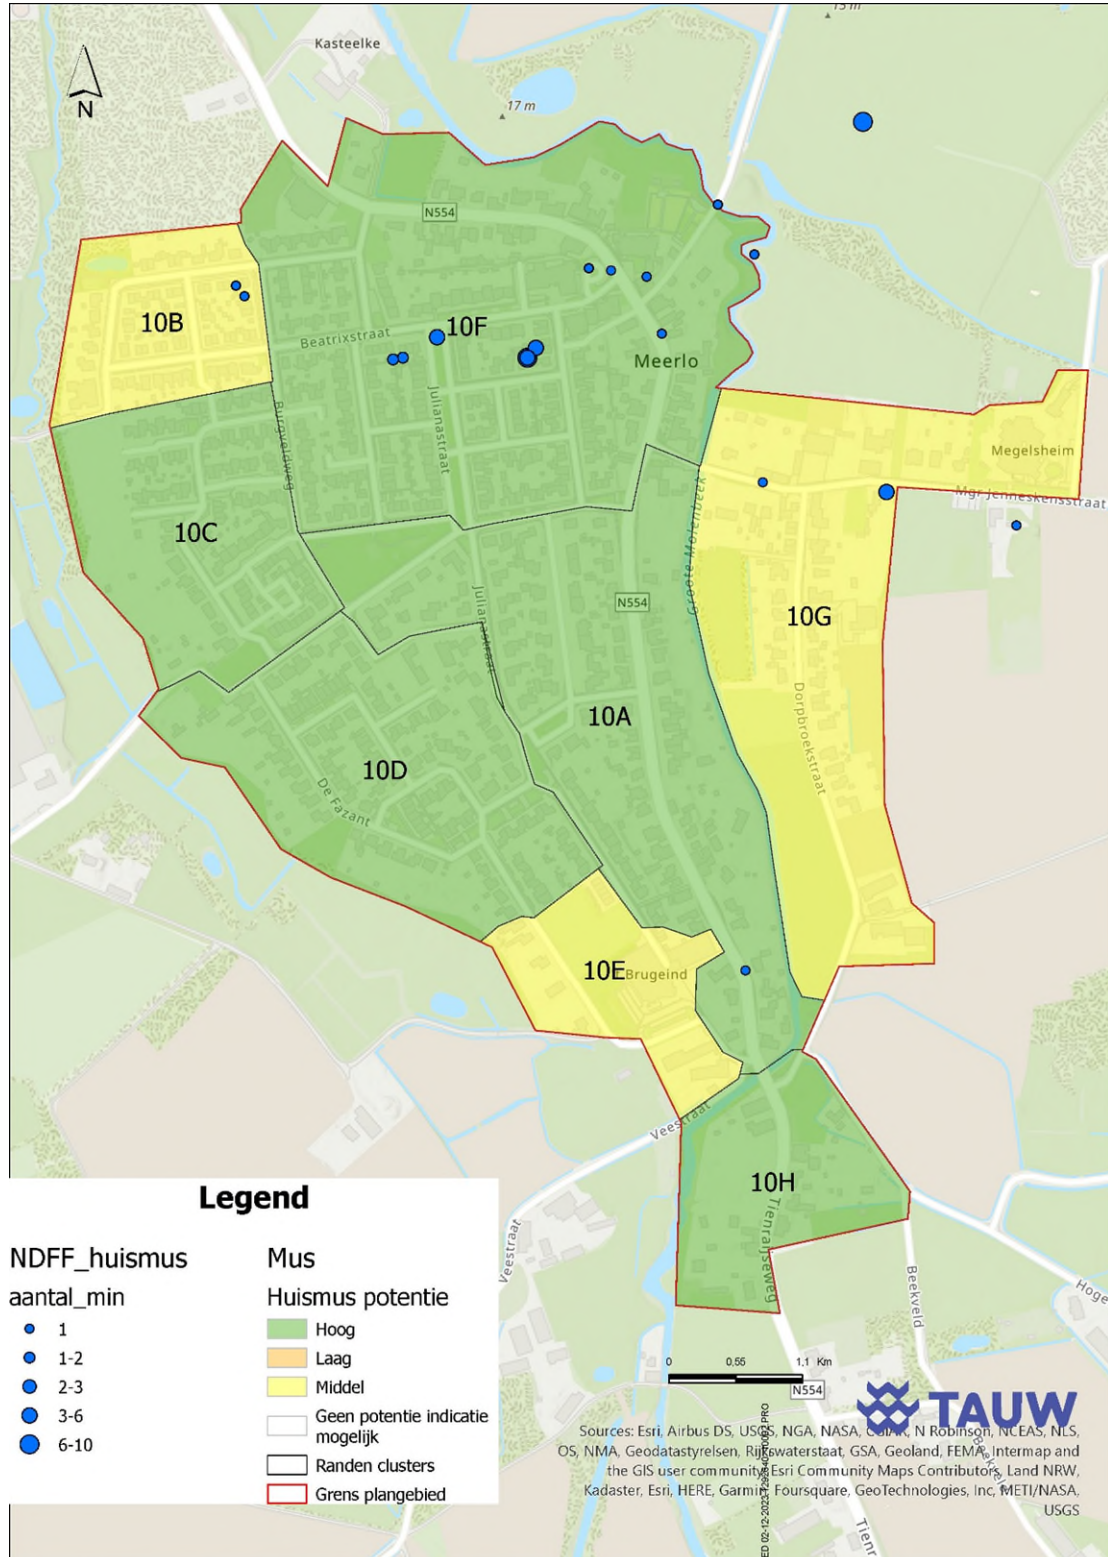 15 m
Kasteelke
N
17 m
N554
10B
Beatrixstraat
10F
Meerlo
Julianastraat
Burgveldweg
Megelsheim
Mgr Jenneskensstraat
10C
Groote Molenbeek
Julianastraat
N554
10G
10A
Dorpbroekstraat
10D
De Fazant
10E
Brugeind
Veestraat
10H
Tienraijseweg
Veestraat
Beekveld
Hoge
Legend
NDFF_huismus
aantal_min
1
1-2
2-3
3-6
6-10
Mus
Huismus potentie
Hoog
Laag
Middel
Geen potentie indicatie
mogelijk
Randen clusters
Grens plangebied
0 0,55 1,1 Km
N554
TAUW
Sources: Esri, Airbus DS, USGS, NGA, NASA, CGIAR, N Robinson, NCEAS, NLS,
OS, NMA, Geodatastyrelsen, Rijkswaterstaat, GSA, Geoland, FEMA, Intermap and
the GIS user community, Esri Community Maps Contributors, Land NRW,
Kadaster, Esri, HERE, Garmin, Foursquare, GeoTechnologies, Inc, METI/NASA,
USGS
Beekveld
Tienr